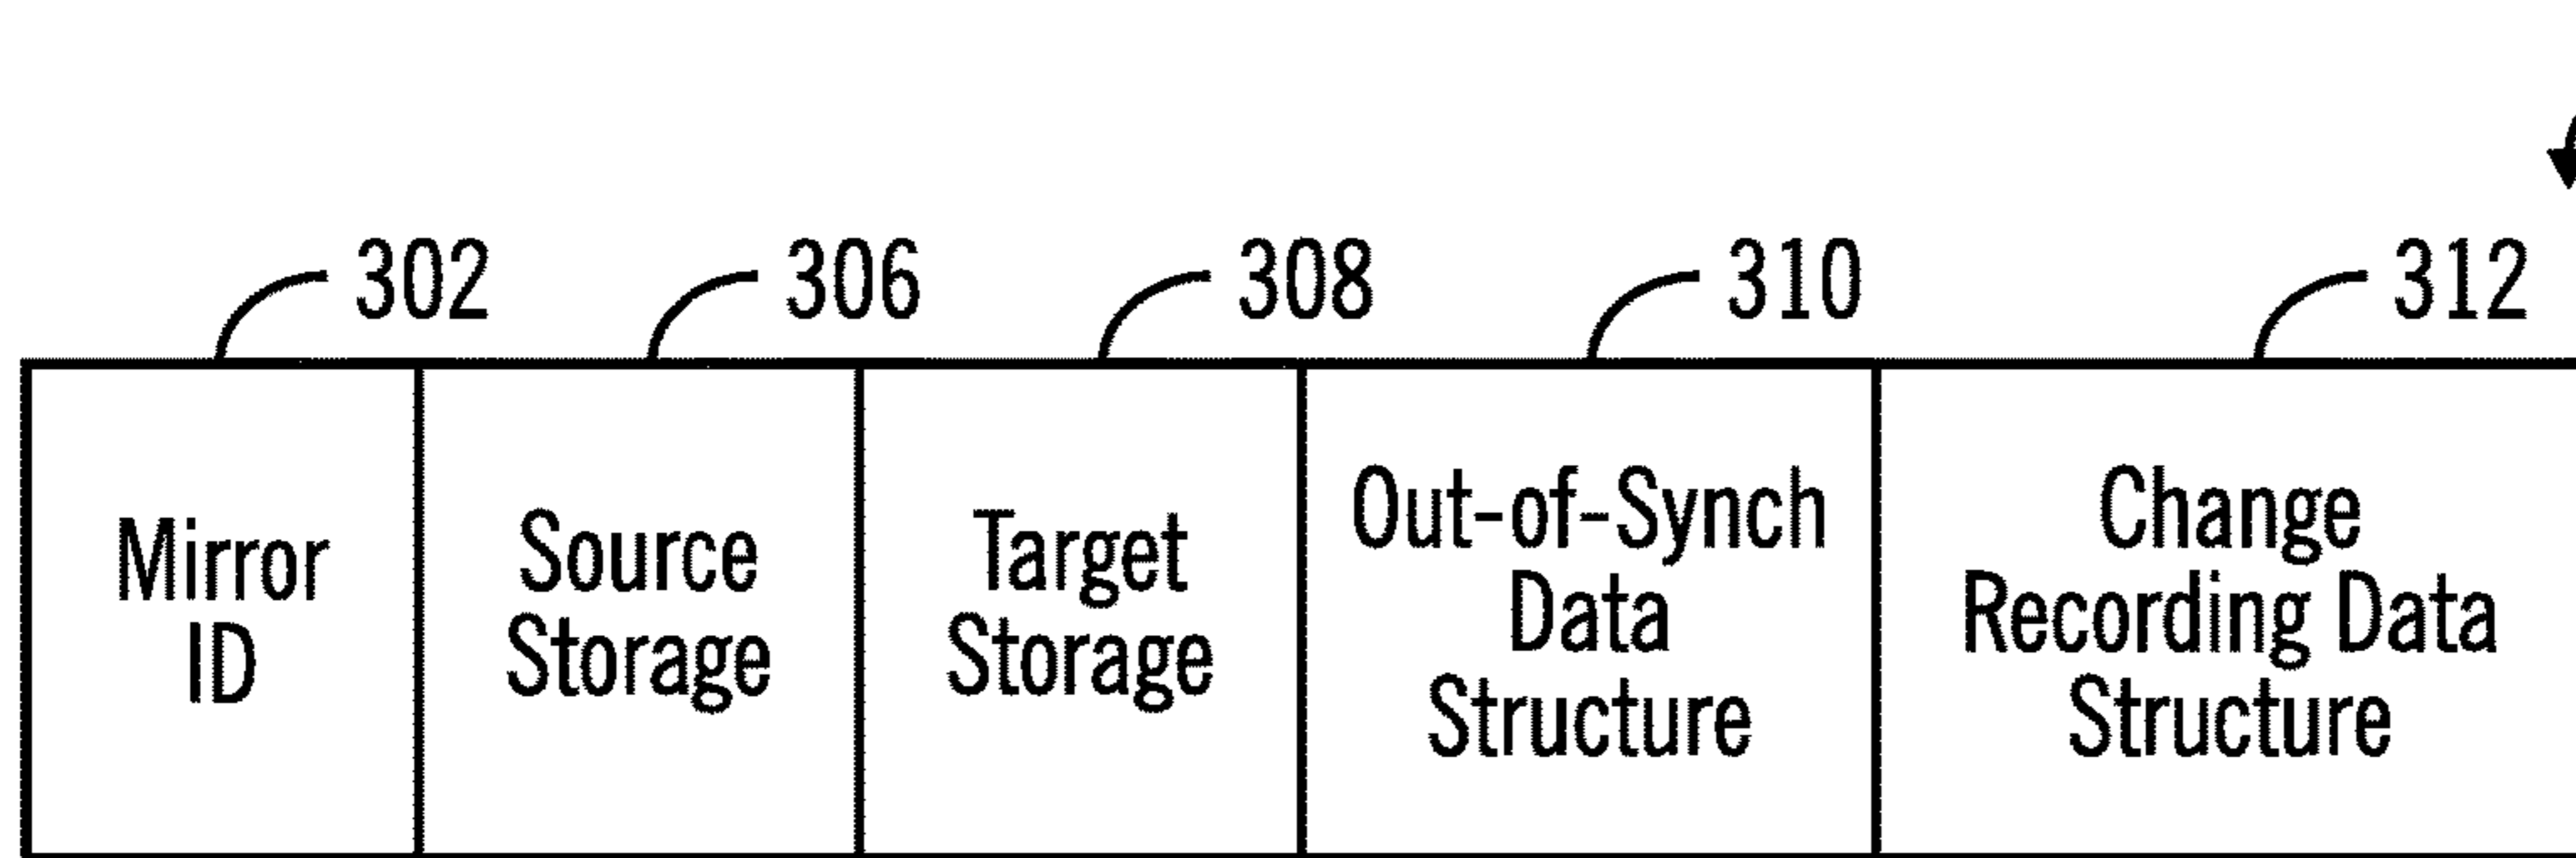 302
306
308
310
312
Mirror
ID
Source
Storage
Target
Storage
Out-of-Synch
Data
Structure
Change
Recording Data
Structure